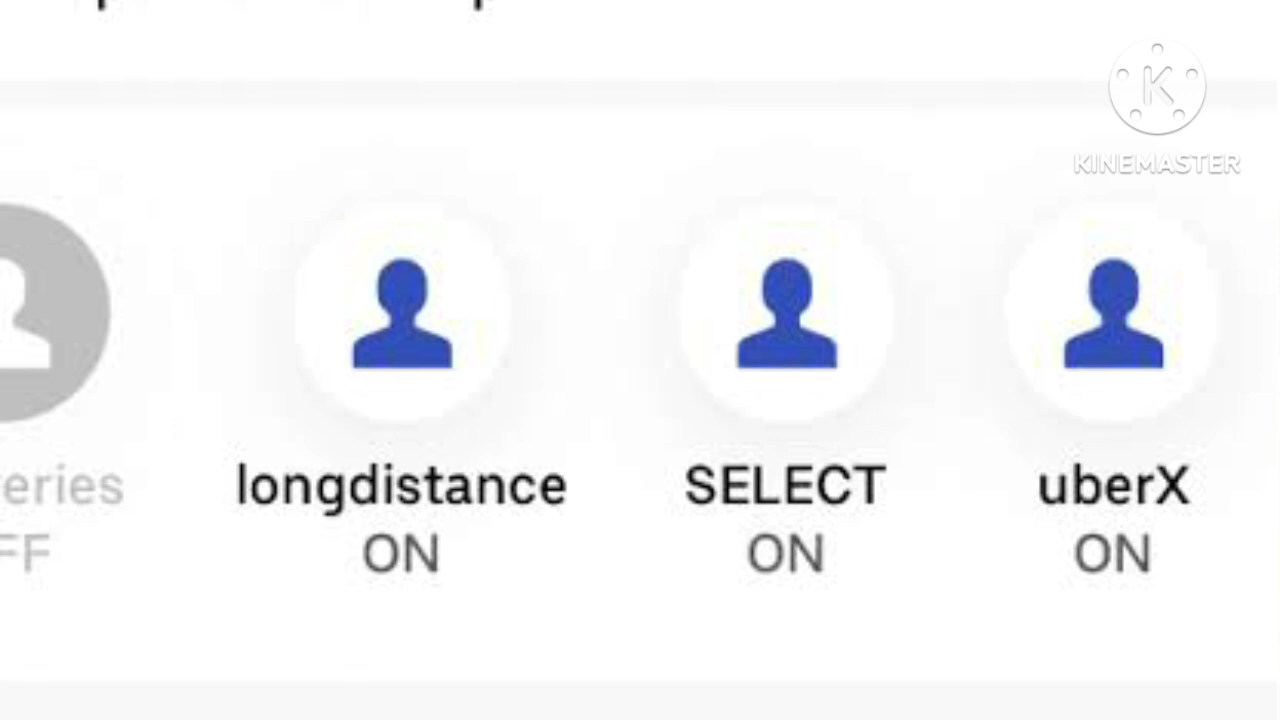 KINEMASTER
longdistance
ON
SELECT
ON
uberX
ON